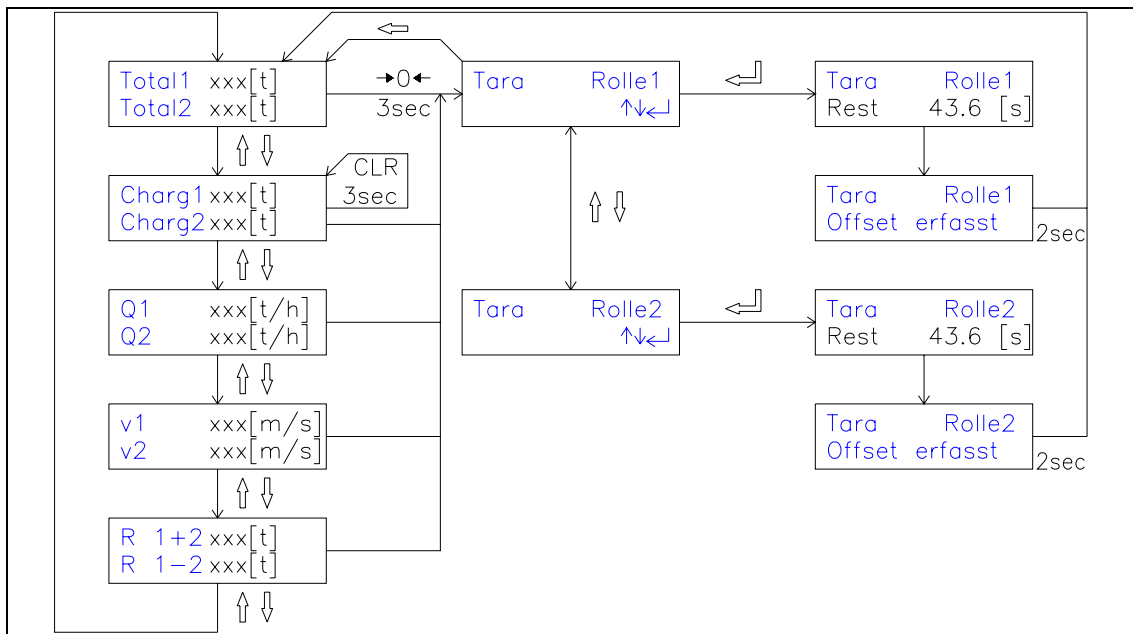 Total1 xxx[t]
Total2 xxx[t]
→0←
3sec
Tara Rolle1
↑↓↵
Tara Rolle1
Rest 43.6 [s]
Charg1 xxx[t]
Charg2 xxx[t]
CLR
3sec
Tara Rolle1
Offset erfasst
2sec
Q1 xxx[t/h]
Q2 xxx[t/h]
Tara Rolle2
↑↓↵
Tara Rolle2
Rest 43.6 [s]
v1 xxx[m/s]
v2 xxx[m/s]
Tara Rolle2
Offset erfasst
2sec
R 1+2 xxx[t]
R 1-2 xxx[t]